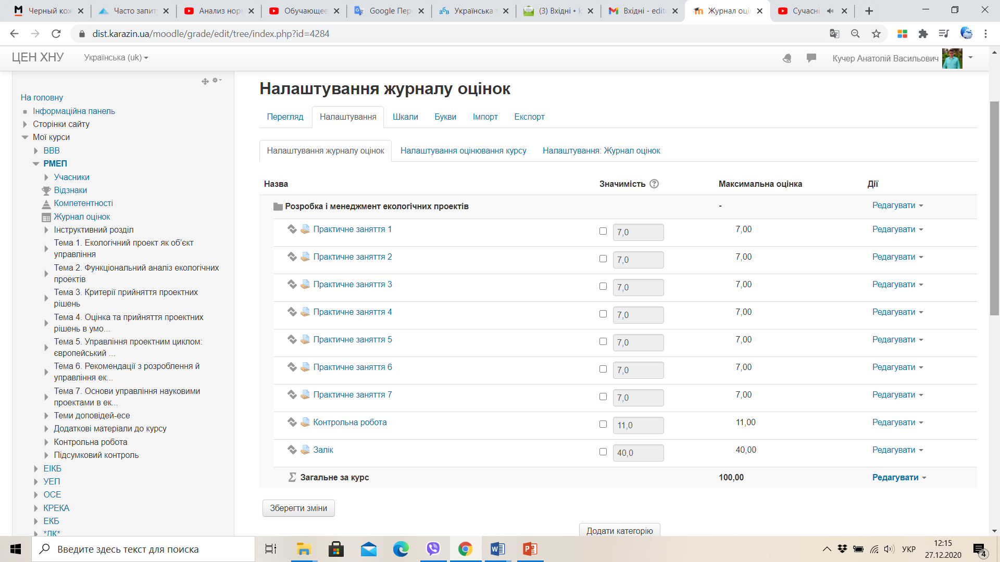 Черный кож
Часто запит
Анализ нор
Обучающее
Google Пер
Українська
(3) Вхідні •
Вхідні - edit
Журнал оці
Сучасні
dist.karazin.ua/moodle/grade/edit/tree/index.php?id=4284
ЦЕН ХНУ
Українська (uk)
Кучер Анатолій Васильович
На головну
Інформаційна панель
Сторінки сайту
Мої курси
ВВВ
РМЕП
Учасники
Відзнаки
Компетентності
Журнал оцінок
Інструктивний розділ
Тема 1. Екологічний проект як об’єкт
управління
Тема 2. Функціональний аналіз екологічних
проектів
Тема 3. Критерії прийняття проектних
рішень
Тема 4. Оцінка та прийняття проектних
рішень в умо...
Тема 5. Управління проектним циклом:
європейський ...
Тема 6. Рекомендації з розроблення й
управління ек...
Тема 7. Основи управління науковими
проектами в ек...
Теми доповідей-есе
Додаткові матеріали до курсу
Контрольна робота
Підсумковий контроль
ЕІКБ
УЕП
ОСЕ
КРЕКА
ЕКБ
Налаштування журналу оцінок
Перегляд Налаштування Шкали Букви Імпорт Експорт
Налаштування журналу оцінок Налаштування оцінювання курсу Налаштування: Журнал оцінок
Назва Значимість Максимальна оцінка Дії
Розробка і менеджмент екологічних проектів - Редагувати
Практичне заняття 1 7,0 7,00 Редагувати
Практичне заняття 2 7,0 7,00 Редагувати
Практичне заняття 3 7,0 7,00 Редагувати
Практичне заняття 4 7,0 7,00 Редагувати
Практичне заняття 5 7,0 7,00 Редагувати
Практичне заняття 6 7,0 7,00 Редагувати
Практичне заняття 7 7,0 7,00 Редагувати
Контрольна робота 11,0 11,00 Редагувати
Залік 40,0 40,00 Редагувати
Загальне за курс 100,00 Редагувати
Зберегти зміни
Додати категорію
Введите здесь текст для поиска
УКР
12:15
27.12.2020
4